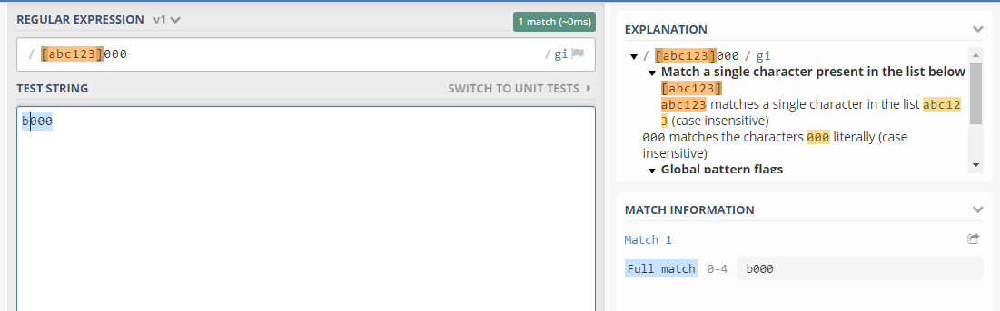 REGULAR EXPRESSION v1
1 match (~0ms)
/ [abc123]000 / gi
TEST STRING
SWITCH TO UNIT TESTS
b000
EXPLANATION
/ [abc123]000 / gi
Match a single character present in the list below
[abc123]
abc123 matches a single character in the list abc12
3 (case insensitive)
000 matches the characters 000 literally (case
insensitive)
Global pattern flags
MATCH INFORMATION
Match 1
Full match 0-4 b000